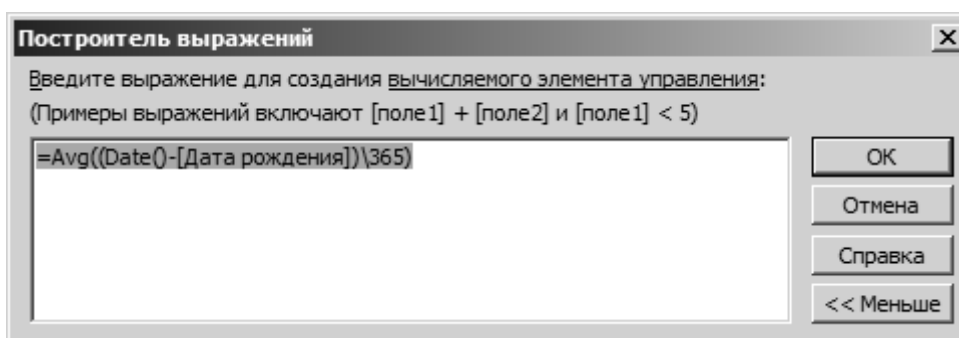 Построитель выражений
Введите выражение для создания вычисляемого элемента управления:
(Примеры выражений включают [поле1] + [поле2] и [поле1] < 5)
=Avg((Date()-[Дата рождения])\365)
ОК
Отмена
Справка
<< Меньше